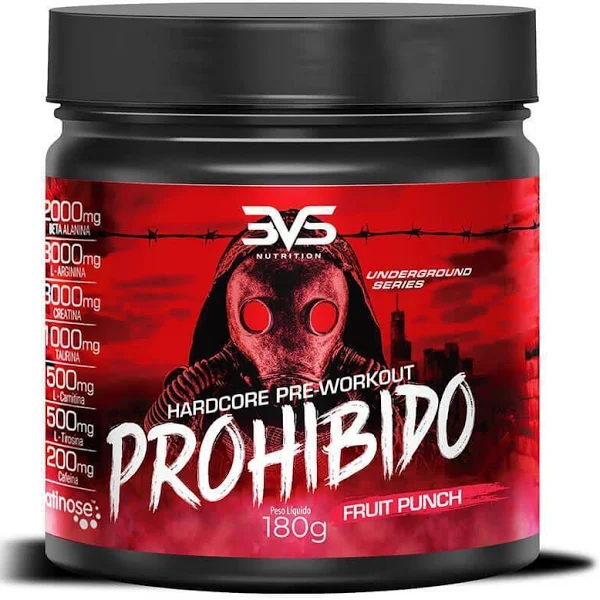 3VS
NUTRITION
UNDERGROUND
SERIES
2000mg
BETA ALANINA
3000mg
L-ARGININA
3000mg
CREATINA
1000mg
TAURINA
500mg
L-Carnitina
500mg
L-Tirosina
200mg
Cafeína
atinose™
HARDCORE PRE-WORKOUT
PROHIBIDO
FRUIT PUNCH
Peso Líquido
180g